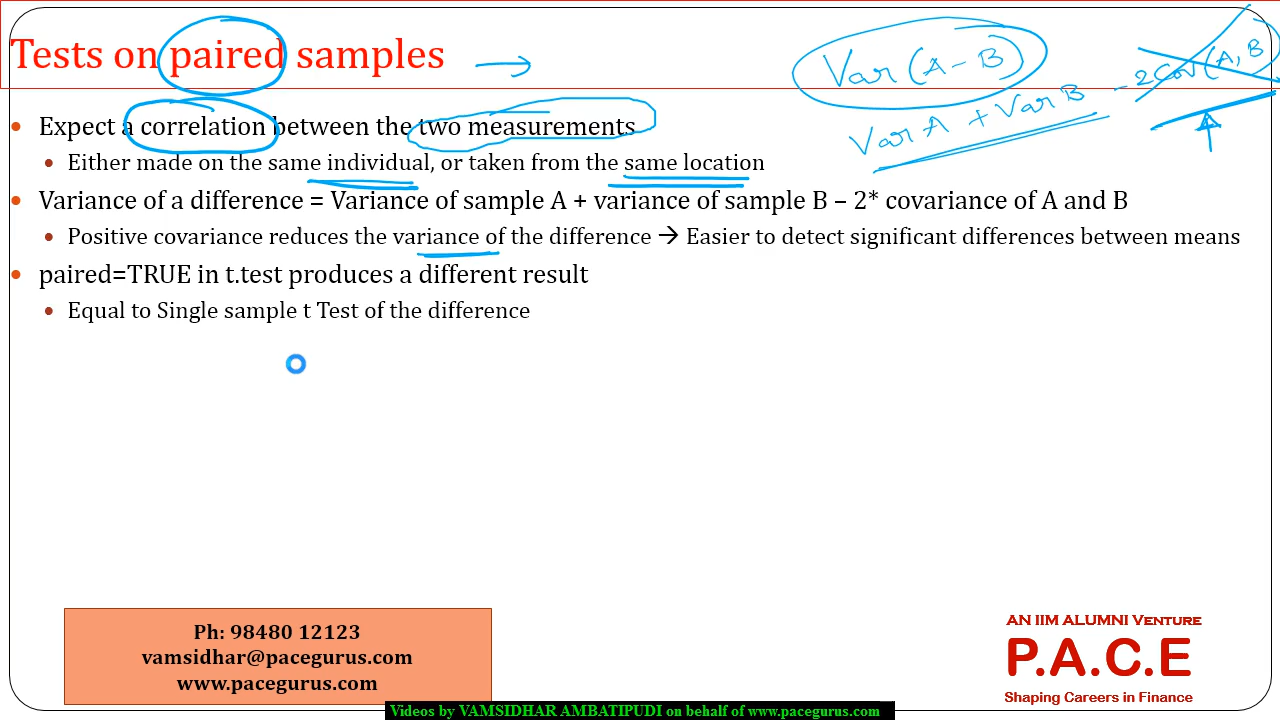 Tests on paired samples
Var (A - B)
Var A + Var B - 2 Cov (A, B)
• Expect a correlation between the two measurements
• Either made on the same individual, or taken from the same location
• Variance of a difference = Variance of sample A + variance of sample B – 2* covariance of A and B
• Positive covariance reduces the variance of the difference → Easier to detect significant differences between means
• paired=TRUE in t.test produces a different result
• Equal to Single sample t Test of the difference
Ph: 98480 12123
vamsidhar@pacegurus.com
www.pacegurus.com
AN IIM ALUMNI VENTURE
P.A.C.E
Shaping Careers in Finance
Videos by VAMSIDHAR AMBATIPUDI on behalf of www.pacegurus.com